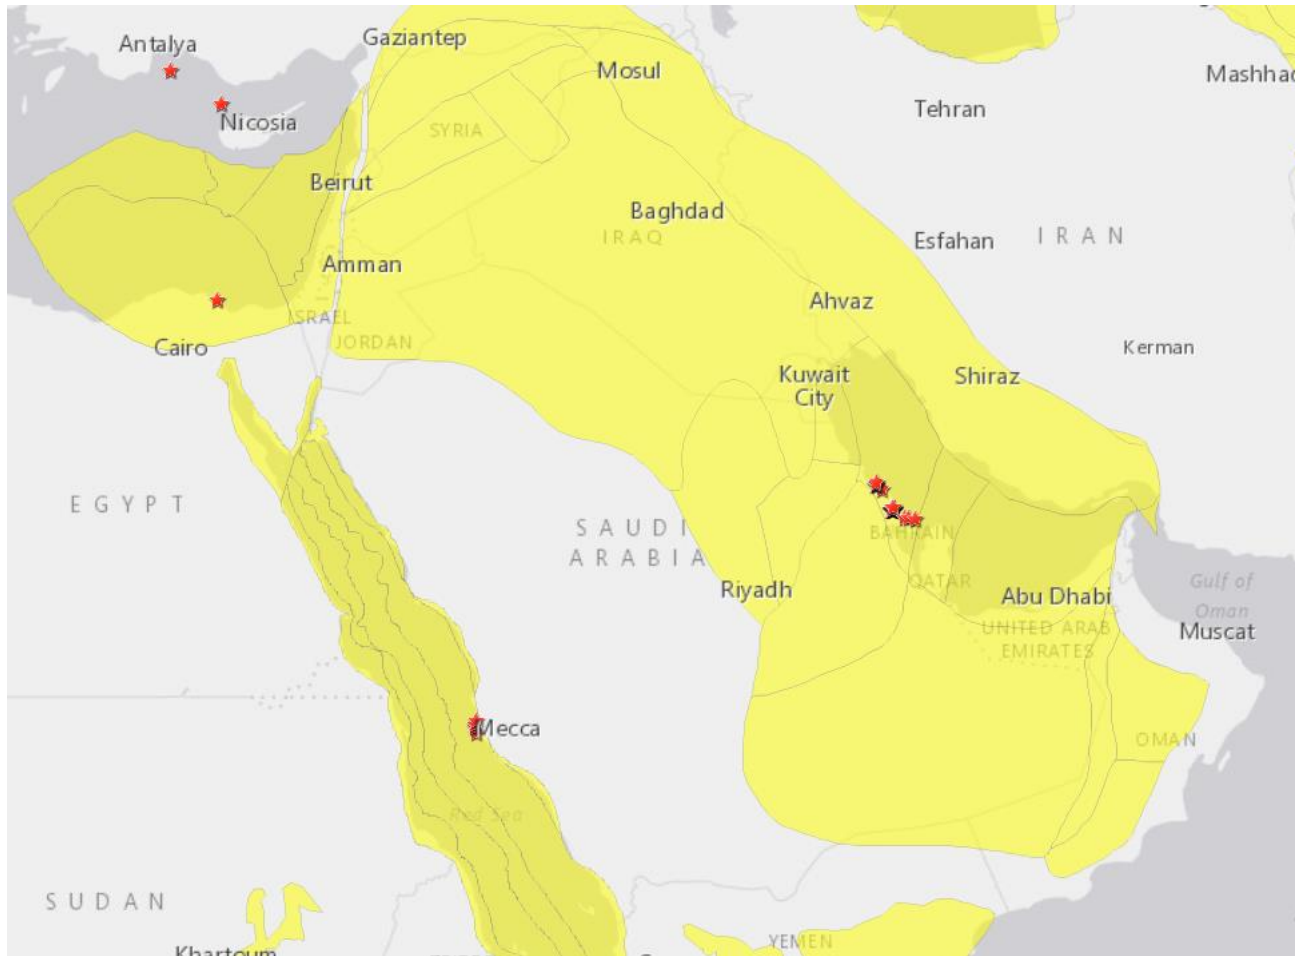 Antalya
Gaziantep
Mosul
Mashhad
Tehran
Nicosia
SYRIA
Beirut
Baghdad
IRAQ
Esfahan
IRAN
Amman
Ahvaz
ISRAEL
JORDAN
Cairo
Kerman
Kuwait
City
Shiraz
EGYPT
SAUDI
ARABIA
BAHRAIN
QATAR
Riyadh
Abu Dhabi
Gulf of
Oman
UNITED ARAB
EMIRATES
Muscat
Mecca
OMAN
Red Sea
SUDAN
YEMEN
Khartoum